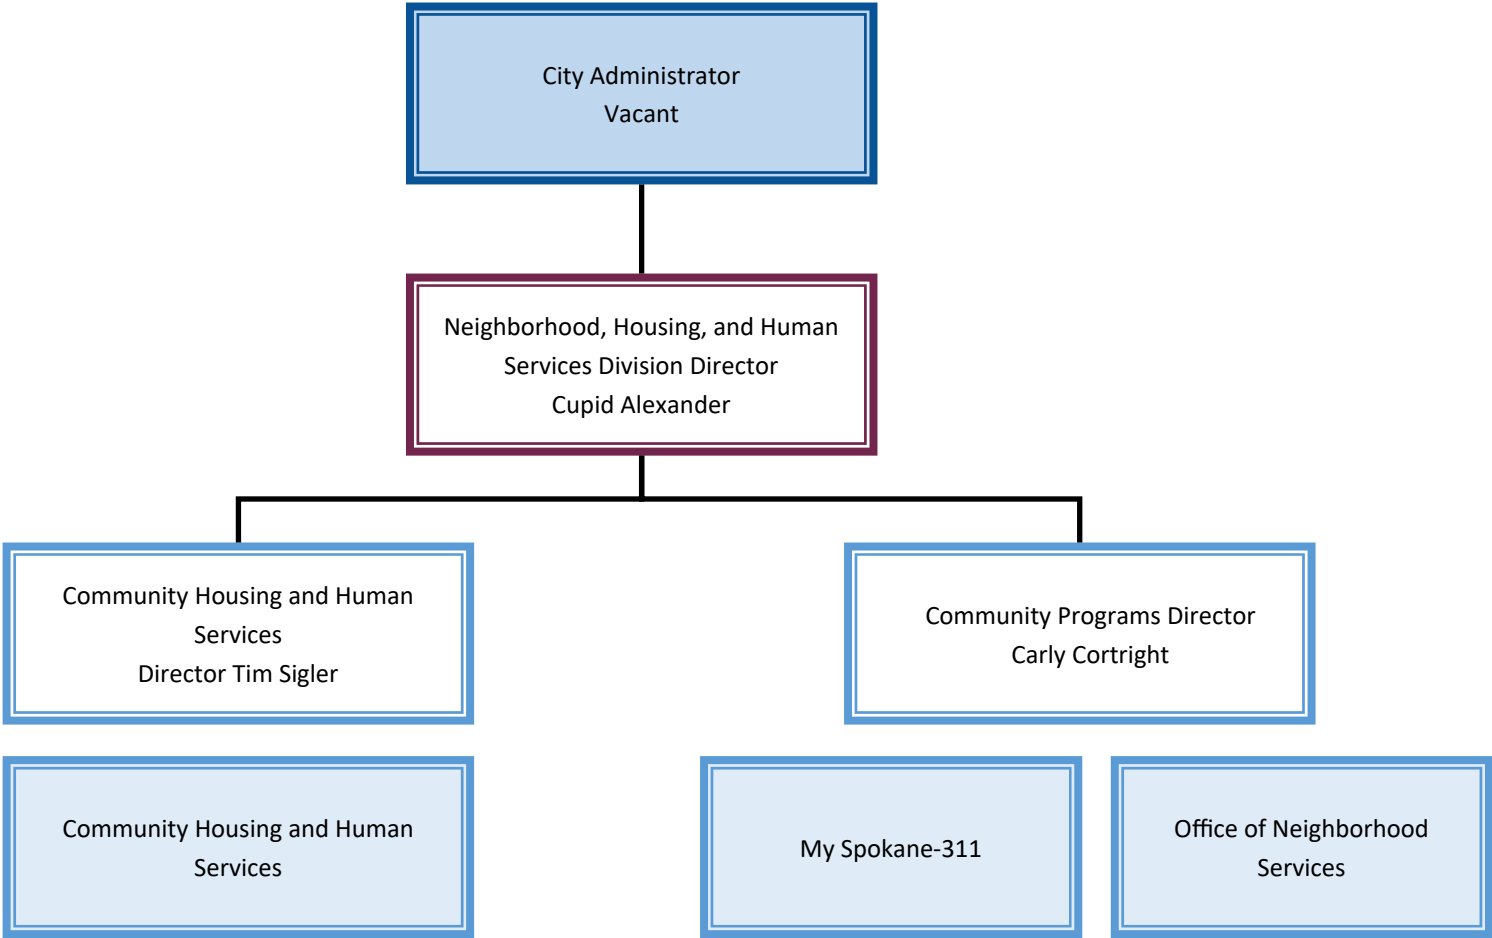 City Administrator
Vacant
Neighborhood, Housing, and Human
Services Division Director
Cupid Alexander
Community Housing and Human
Services
Director Tim Sigler
Community Programs Director
Carly Cortright
Community Housing and Human
Services
My Spokane-311
Office of Neighborhood
Services